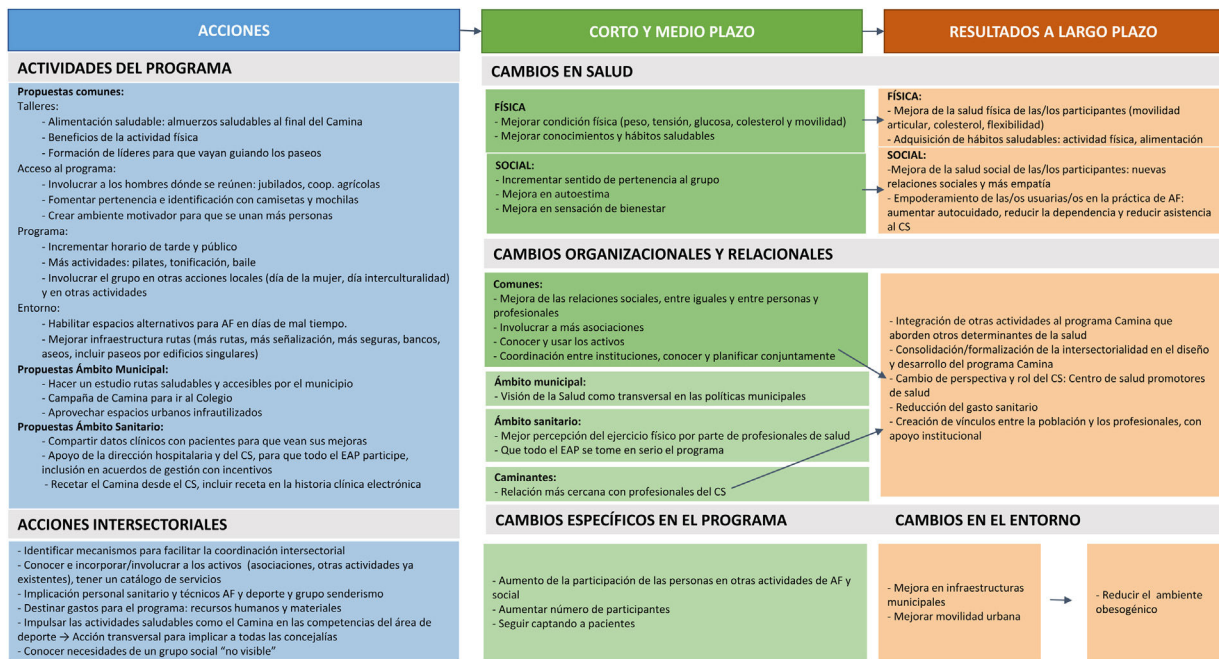 ACCIONES
CORTO Y MEDIO PLAZO
RESULTADOS A LARGO PLAZO
ACTIVIDADES DEL PROGRAMA
Propuestas comunes:
Talleres:
- Alimentación saludable: almuerzos saludables al final del Camina
- Beneficios de la actividad física
- Formación de líderes para que vayan guiando los paseos
Acceso al programa:
- Involucrar a los hombres dónde se reúnen: jubilados, coop. agrícolas
- Fomentar pertenencia e identificación con camisetas y mochilas
- Crear ambiente motivador para que se unan más personas
Programa:
- Incrementar horario de tarde y público
- Más actividades: pilates, tonificación, baile
- Involucrar el grupo en otras acciones locales (día de la mujer, día interculturalidad)
y en otras actividades
Entorno:
- Habilitar espacios alternativos para AF en días de mal tiempo.
- Mejorar infraestructura rutas (más rutas, más señalización, más seguras, bancos,
aseos, incluir paseos por edificios singulares)
Propuestas Ámbito Municipal:
- Hacer un estudio rutas saludables y accesibles por el municipio
- Campaña de Camina para ir al Colegio
- Aprovechar espacios urbanos infrautilizados
Propuestas Ámbito Sanitario:
- Compartir datos clínicos con pacientes para que vean sus mejoras
- Apoyo de la dirección hospitalaria y del CS, para que todo el EAP participe,
inclusión en acuerdos de gestión con incentivos
- Recetar el Camina desde el CS, incluir receta en la historia clínica electrónica
ACCIONES INTERSECTORIALES
- Identificar mecanismos para facilitar la coordinación intersectorial
- Conocer e incorporar/involucrar a los activos (asociaciones, otras actividades ya
existentes), tener un catálogo de servicios
- Implicación personal sanitario y técnicos AF y deporte y grupo senderismo
- Destinar gastos para el programa: recursos humanos y materiales
- Impulsar las actividades saludables como el Camina en las competencias del área de
deporte → Acción transversal para implicar a todas las concejalías
- Conocer necesidades de un grupo social “no visible”
CAMBIOS EN SALUD
FÍSICA
- Mejorar condición física (peso, tensión, glucosa, colesterol y movilidad)
- Mejorar conocimientos y hábitos saludables
SOCIAL:
- Incrementar sentido de pertenencia al grupo
- Mejora en autoestima
- Mejora en sensación de bienestar
FÍSICA:
- Mejora de la salud física de las/los participantes (movilidad
articular, colesterol, flexibilidad)
- Adquisición de hábitos saludables: actividad física, alimentación
SOCIAL:
-Mejora de la salud social de las/los participantes: nuevas
relaciones sociales y más empatía
- Empoderamiento de las/os usuarias/os en la práctica de AF:
aumentar autocuidado, reducir la dependencia y reducir asistencia
al CS
CAMBIOS ORGANIZACIONALES Y RELACIONALES
Comunes:
- Mejora de las relaciones sociales, entre iguales y entre personas y
profesionales
- Involucrar a más asociaciones
- Conocer y usar los activos
- Coordinación entre instituciones, conocer y planificar conjuntamente
Ámbito municipal:
- Visión de la Salud como transversal en las políticas municipales
Ámbito sanitario:
- Mejor percepción del ejercicio físico por parte de profesionales de salud
- Que todo el EAP se tome en serio el programa
Caminantes:
- Relación más cercana con profesionales del CS
- Integración de otras actividades al programa Camina que
aborden otros determinantes de la salud
- Consolidación/formalización de la intersectorialidad en el diseño
y desarrollo del programa Camina
- Cambio de perspectiva y rol del CS: Centro de salud promotores
de salud
- Reducción del gasto sanitario
- Creación de vínculos entre la población y los profesionales, con
apoyo institucional
CAMBIOS ESPECÍFICOS EN EL PROGRAMA
- Aumento de la participación de las personas en otras actividades de AF y
social
- Aumentar número de participantes
- Seguir captando a pacientes
CAMBIOS EN EL ENTORNO
- Mejora en infraestructuras
municipales
- Mejorar movilidad urbana
- Reducir el ambiente
obesogénico